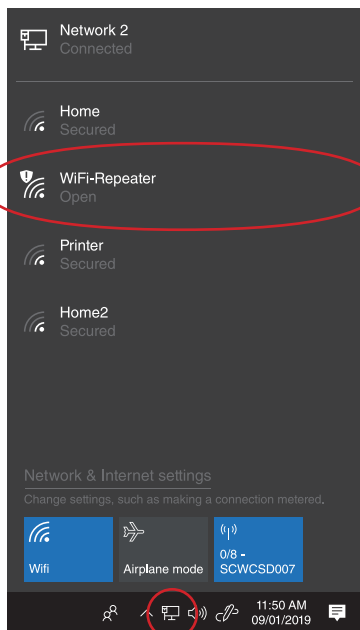 Network 2
Connected
Home
Secured
WiFi-Repeater
Open
Printer
Secured
Home2
Secured
Network & Internet settings
Change settings, such as making a connection metered.
Wifi
Airplane mode
0/8 -
SCWCSD007
11:50 AM
09/01/2019